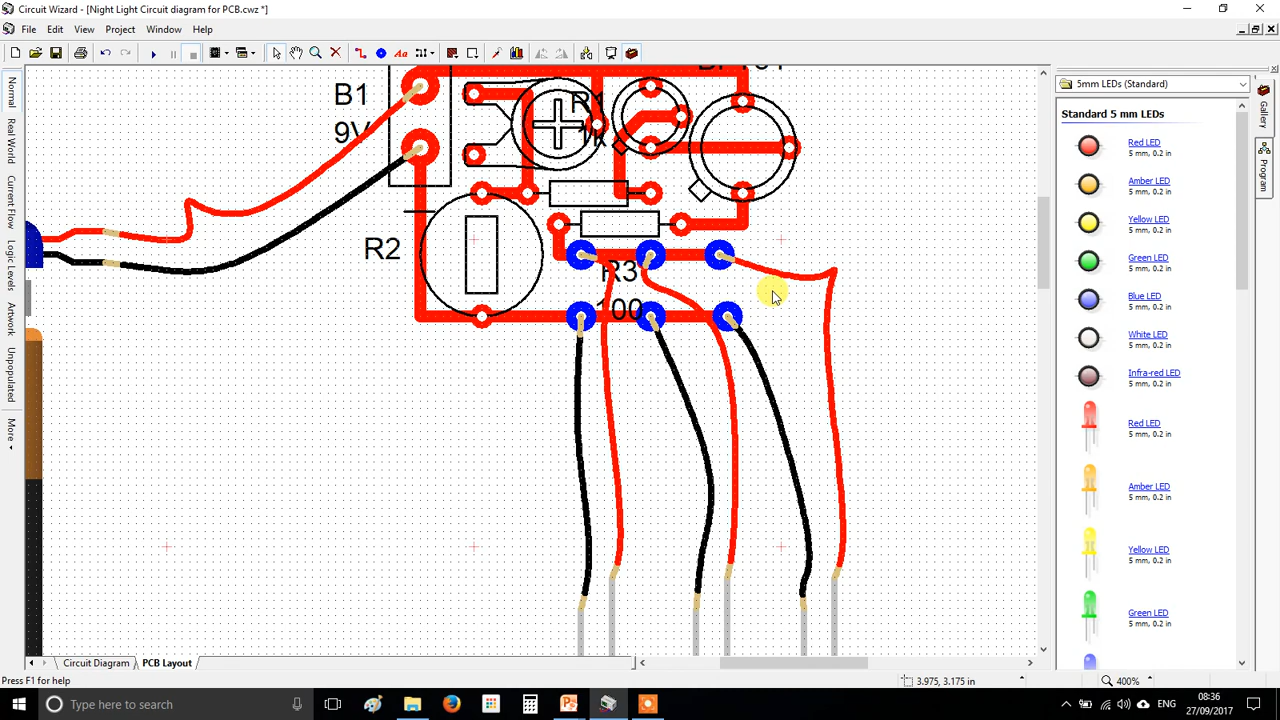 Circuit Wizard - [Night Light Circuit diagram for PCB.cwz *]
File Edit View Project Window Help
Normal
Real World
Current Flow
Logic Levels
Artwork
Unpopulated
More
B1
9V
R1
1k
R2
R3
100
5mm LEDs (Standard)
Standard 5 mm LEDs
Red LED
5 mm, 0.2 in
Amber LED
5 mm, 0.2 in
Yellow LED
5 mm, 0.2 in
Green LED
5 mm, 0.2 in
Blue LED
5 mm, 0.2 in
White LED
5 mm, 0.2 in
Infra-red LED
5 mm, 0.2 in
Red LED
5 mm, 0.2 in
Amber LED
5 mm, 0.2 in
Yellow LED
5 mm, 0.2 in
Green LED
5 mm, 0.2 in
Gallery
Program
Circuit Diagram PCB Layout
Press F1 for help
3.975, 3.175 in
400%
Type here to search
ENG
08:36
27/09/2017